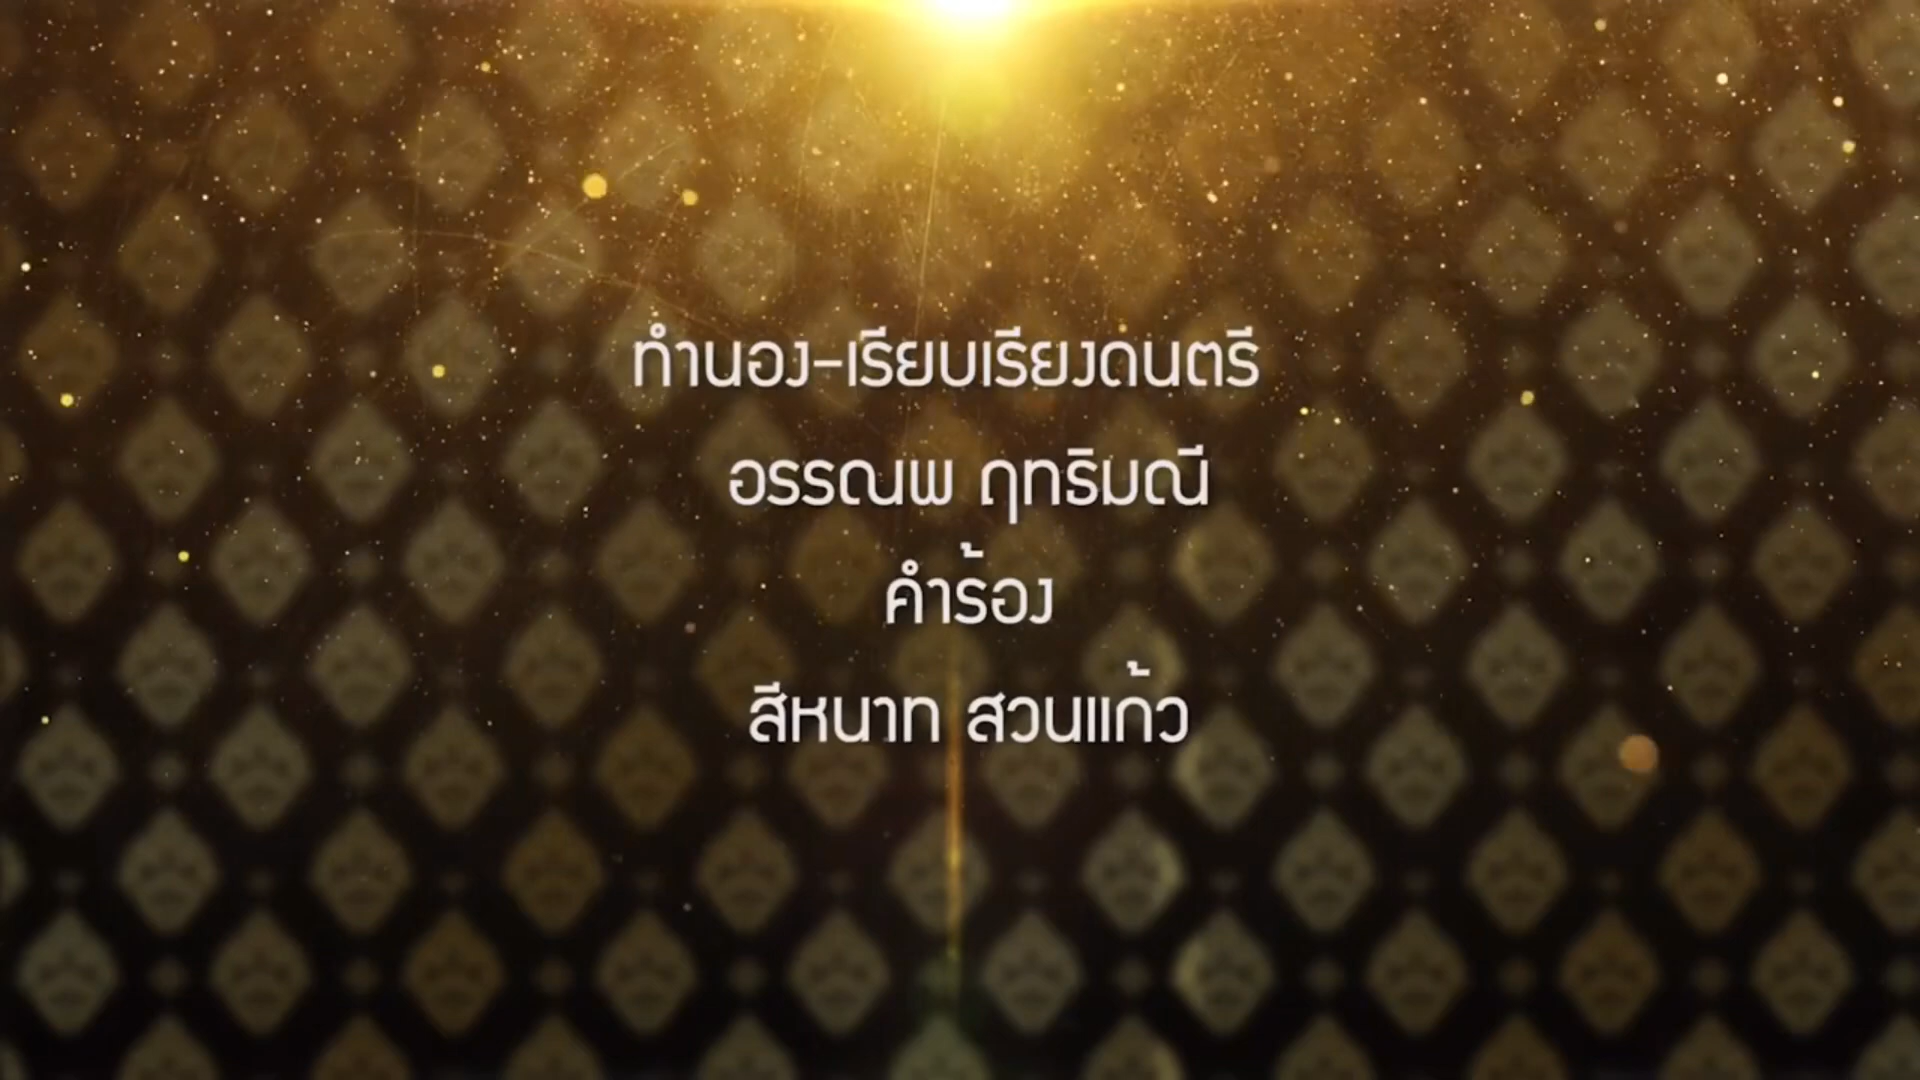 ทำนอง-เรียบเรียงดนตรี
อรรณพ ฤทธิมณี
คำร้อง
สีหนาท สวนแก้ว